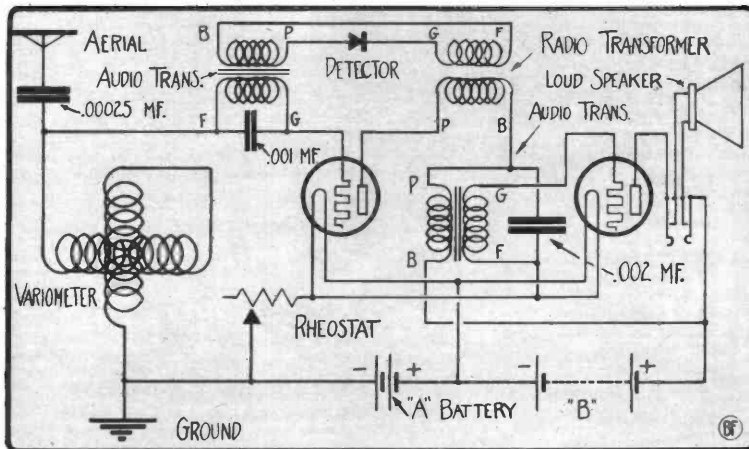 B P G F
AERIAL
RADIO TRANSFORMER
AUDIO TRANS.
DETECTOR
LOUD SPEAKER
.00025 MF.
AUDIO TRANS.
F G P B
.001 MF
P G
B F
.002 MF.
VARIOMETER
RHEOSTAT
- + - +
"A" BATTERY "B"
GROUND
BF